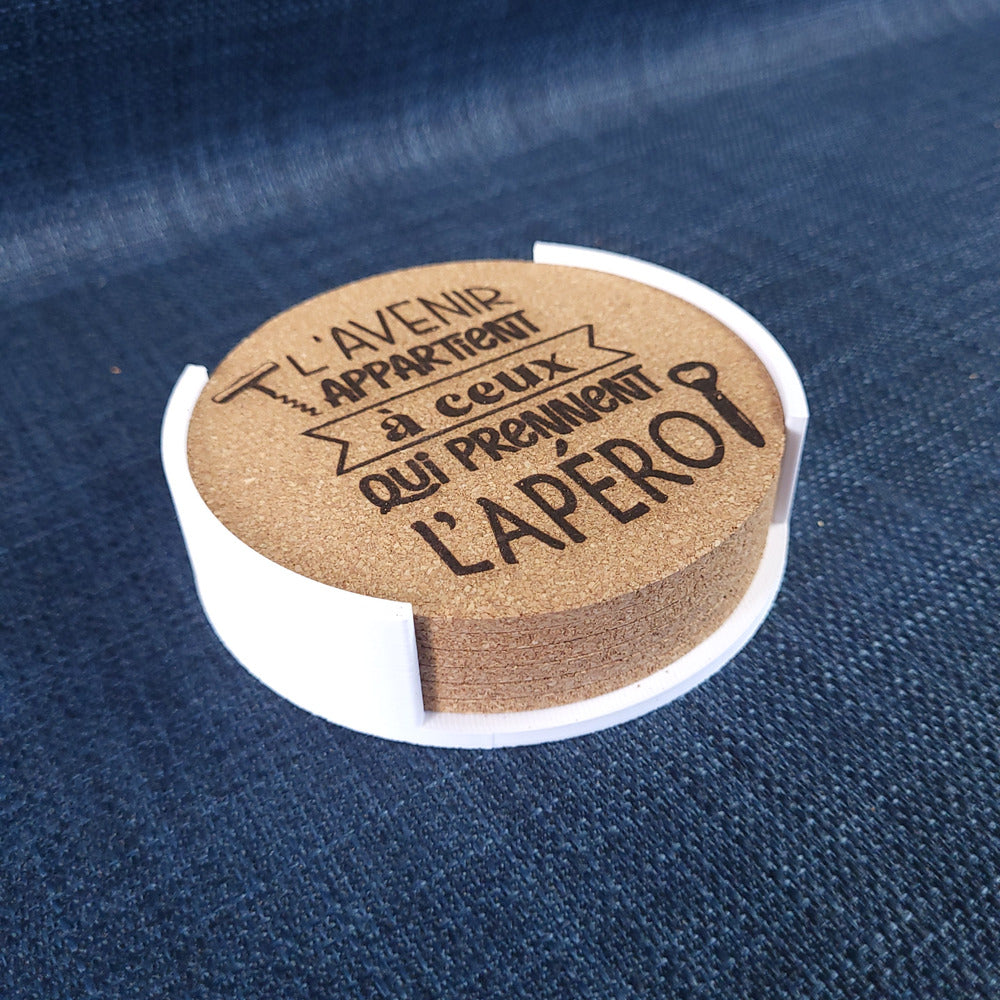 L'AVENIR
APPARTIENT
à ceux
QUI PRENNENT
L'APÉRO